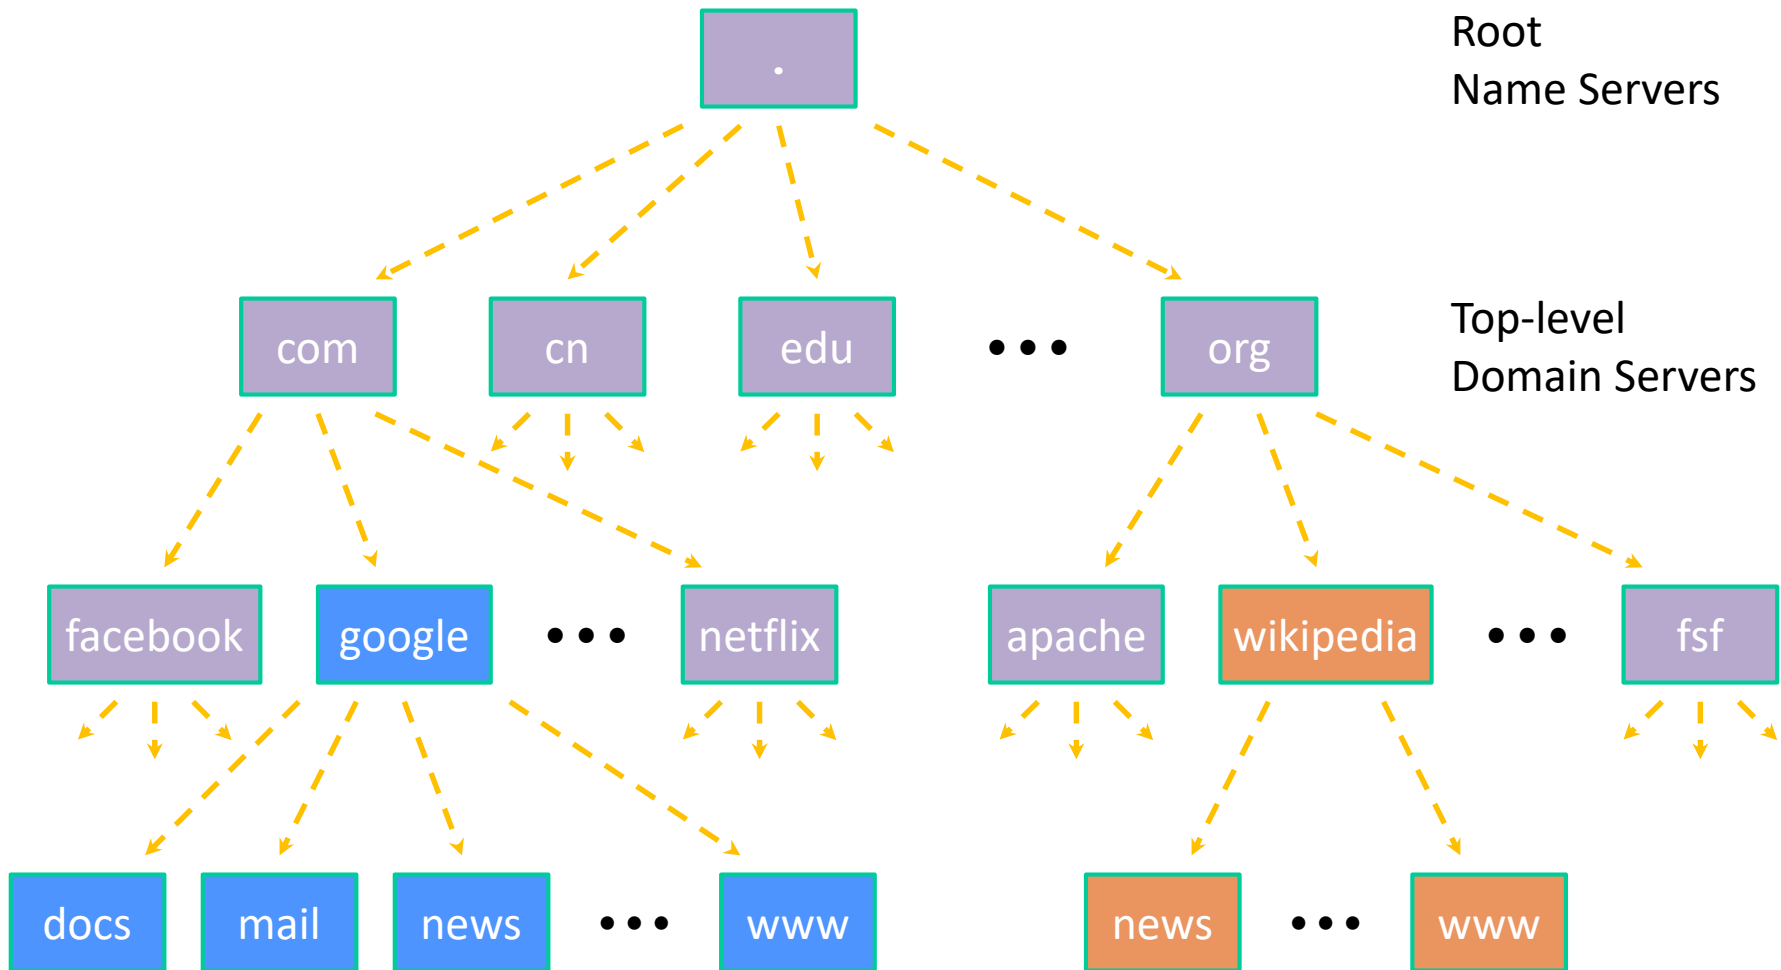 .
Root
Name Servers
com
cn
edu
•••
org
Top-level
Domain Servers
facebook
google
•••
netflix
apache
wikipedia
•••
fsf
docs
mail
news
•••
www
news
•••
www